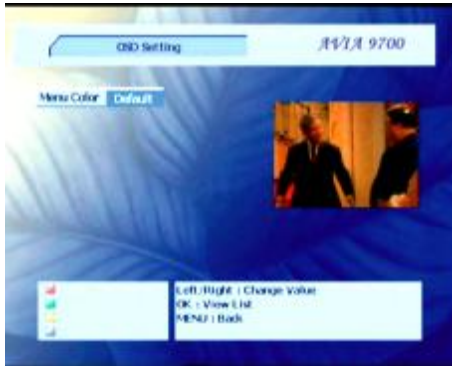 OSD Setting
AVIA 9700
Menu Color Default
Left/Right : Change Value
OK : View List
MENU : Back